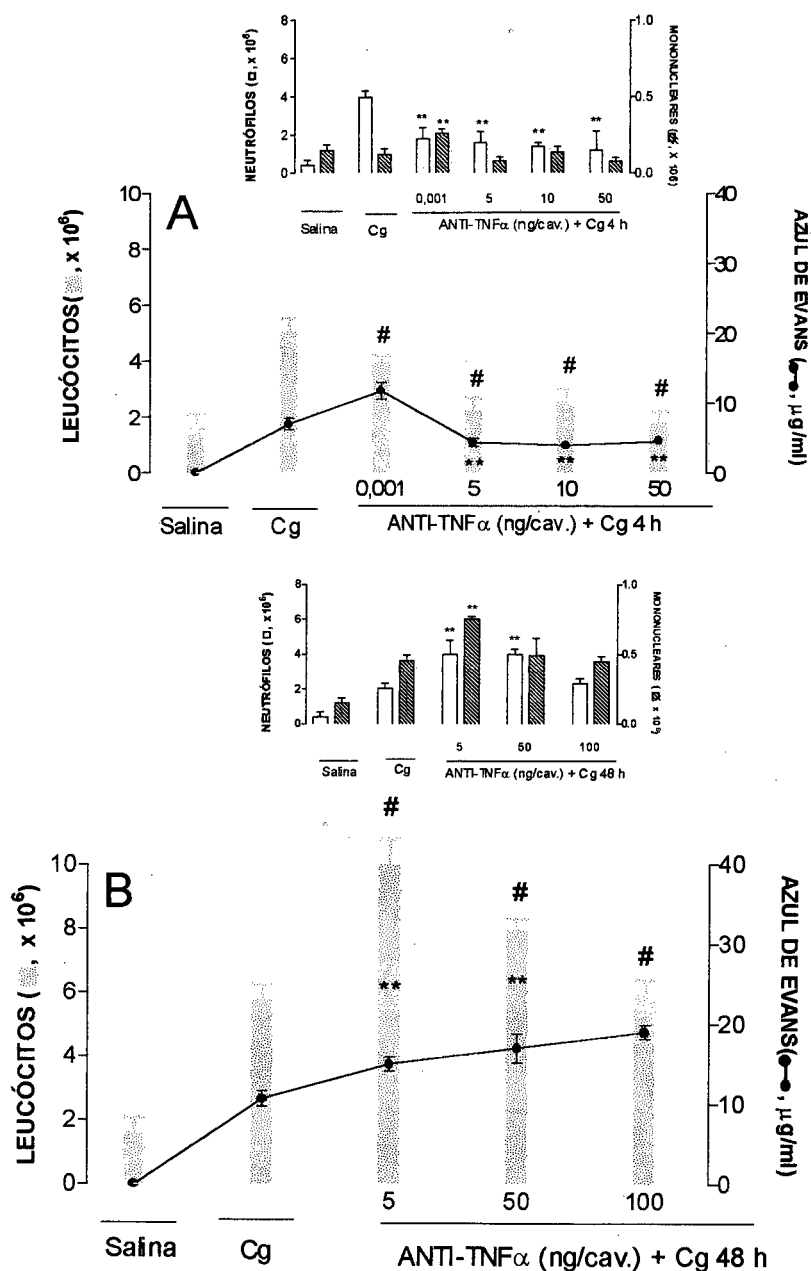 NEUTRÓFILOS (□, x10⁶)
8
6
4
2
0
1.0
0.5
0.0
MONONUCLEARES (▨, X 106)
** ** ** ** **
0,001 5 10 50
Salina Cg ANTI-TNFα (ng/cav.) + Cg 4 h
A
LEUCÓCITOS (▒, x 10⁶)
10
8
6
4
2
0
40
30
20
10
0
AZUL DE EVANS (●-●, µg/ml)
# # # #
** ** **
0,001 5 10 50
Salina Cg ANTI-TNFα (ng/cav.) + Cg 4 h
NEUTRÓFILOS (□, x10⁶)
8
6
4
2
0
1.0
0.5
0.0
MONONUCLEARES (▨ x 10⁶)
** ** **
5 50 100
Salina Cg ANTI-TNFα (ng/cav.) + Cg 48 h
B
LEUCÓCITOS (▒, x 10⁶)
10
8
6
4
2
0
40
30
20
10
0
AZUL DE EVANS (●-●, µg/ml)
# # #
** **
5 50 100
Salina Cg ANTI-TNFα (ng/cav.) + Cg 48 h